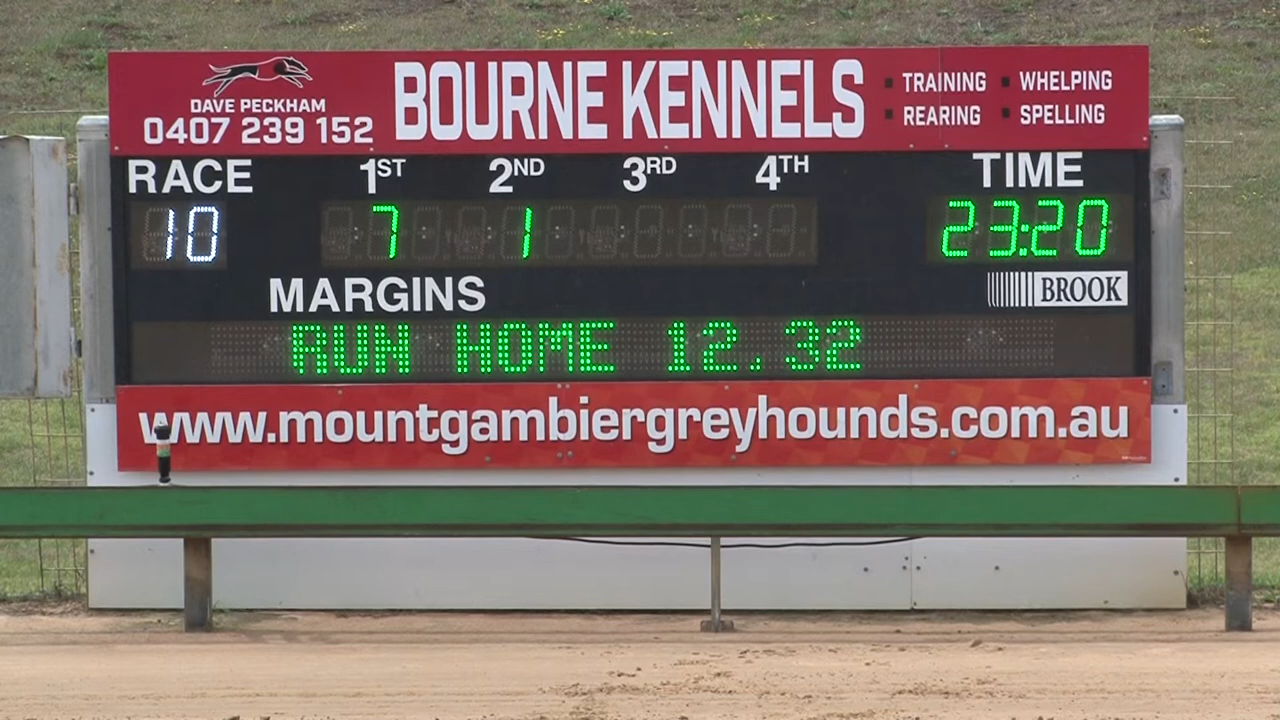 DAVE PECKHAM
0407 239 152
BOURNE KENNELS
TRAINING
WHELPING
REARING
SPELLING
RACE 1ST 2ND 3RD 4TH TIME
10 7 1 23:20
MARGINS
BROOK
RUN HOME 12.32
www.mountgambiergreyhounds.com.au